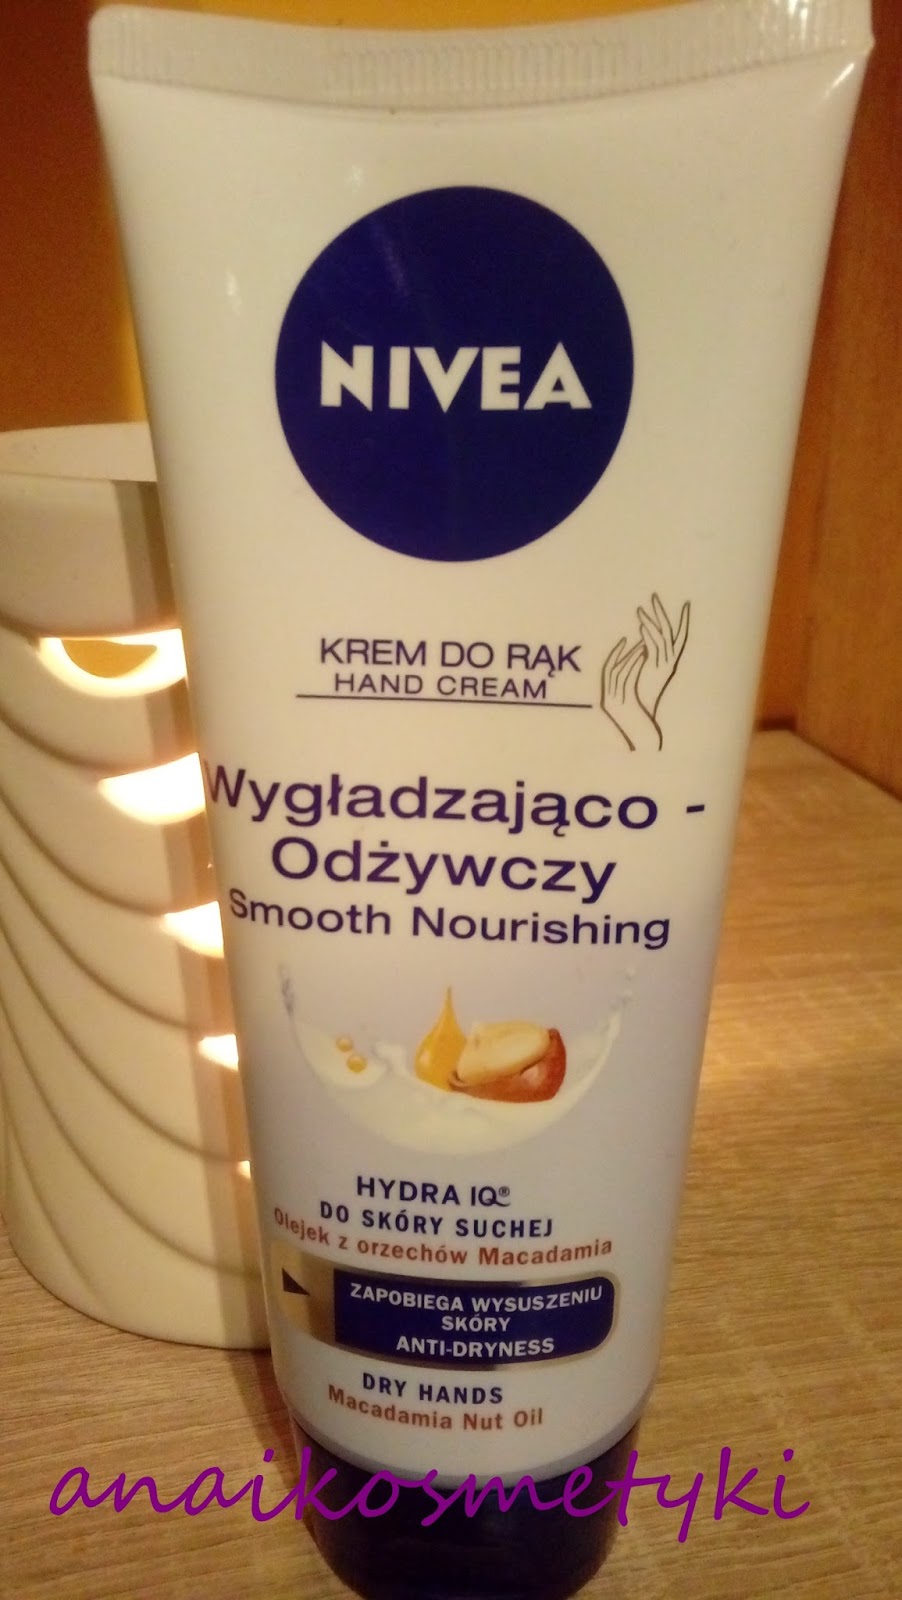 NIVEA
KREM DO RĄK
HAND CREAM
Wygładzająco -
Odżywczy
Smooth Nourishing
HYDRA IQ®
DO SKÓRY SUCHEJ
Olejek z orzechów Macadamia
ZAPOBIEGA WYSUSZENIU
SKÓRY
ANTI-DRYNESS
DRY HANDS
Macadamia Nut Oil
anaikosmetyki